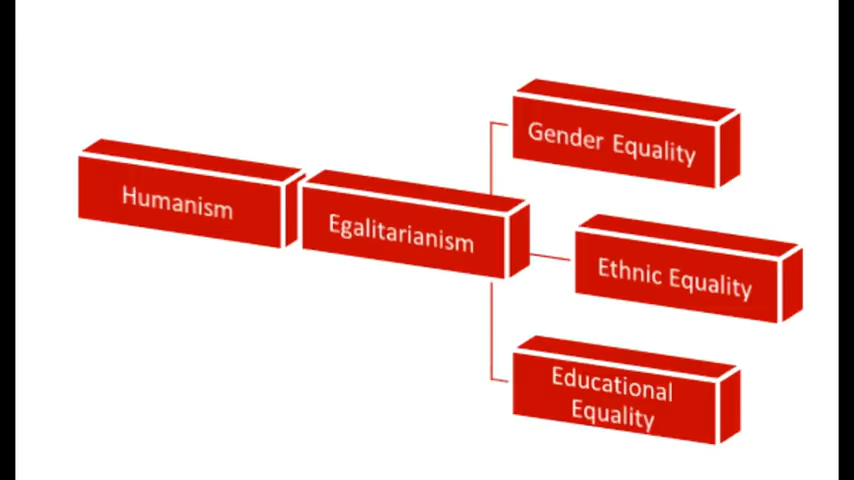 Humanism
Egalitarianism
Gender Equality
Ethnic Equality
Educational
Equality